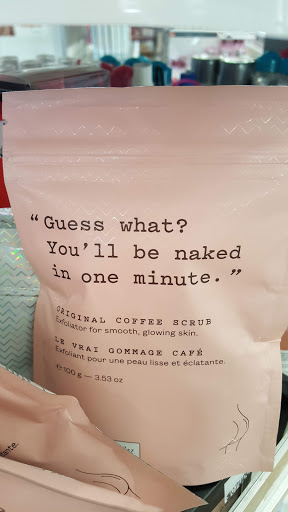 “Guess what?
You’ll be naked
in one minute.”
ORIGINAL COFFEE SCRUB
Exfoliator for smooth, glowing skin.
LE VRAI GOMMAGE CAFÉ
Exfoliant pour une peau lisse et éclatante.
℮ 100 g — 3.53 oz